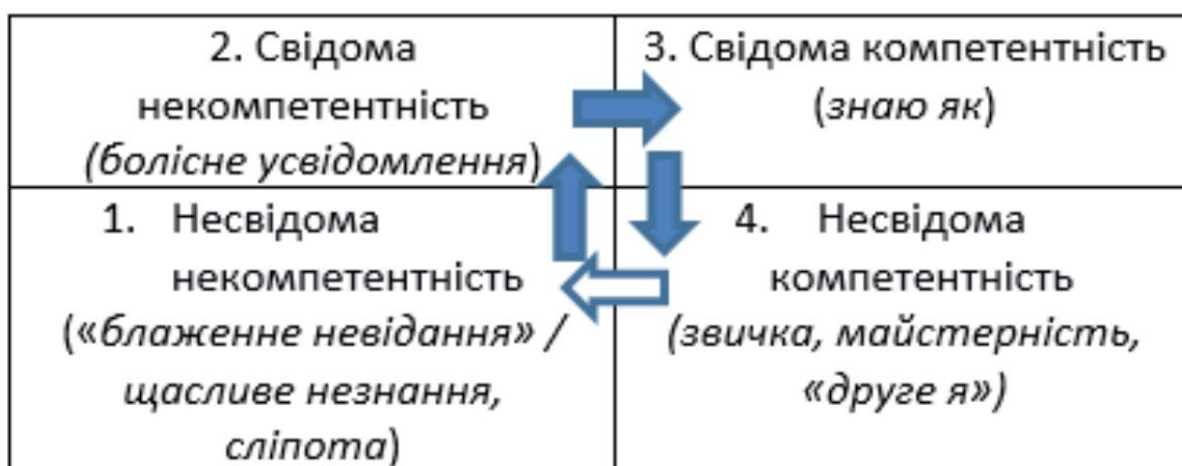 2. Свідома
некомпетентність
(болісне усвідомлення)
3. Свідома компетентність
(знаю як)
1. Несвідома
некомпетентність
(«блаженне невідання» /
щасливе незнання,
сліпота)
4. Несвідома
компетентність
(звичка, майстерність,
«друге я»)